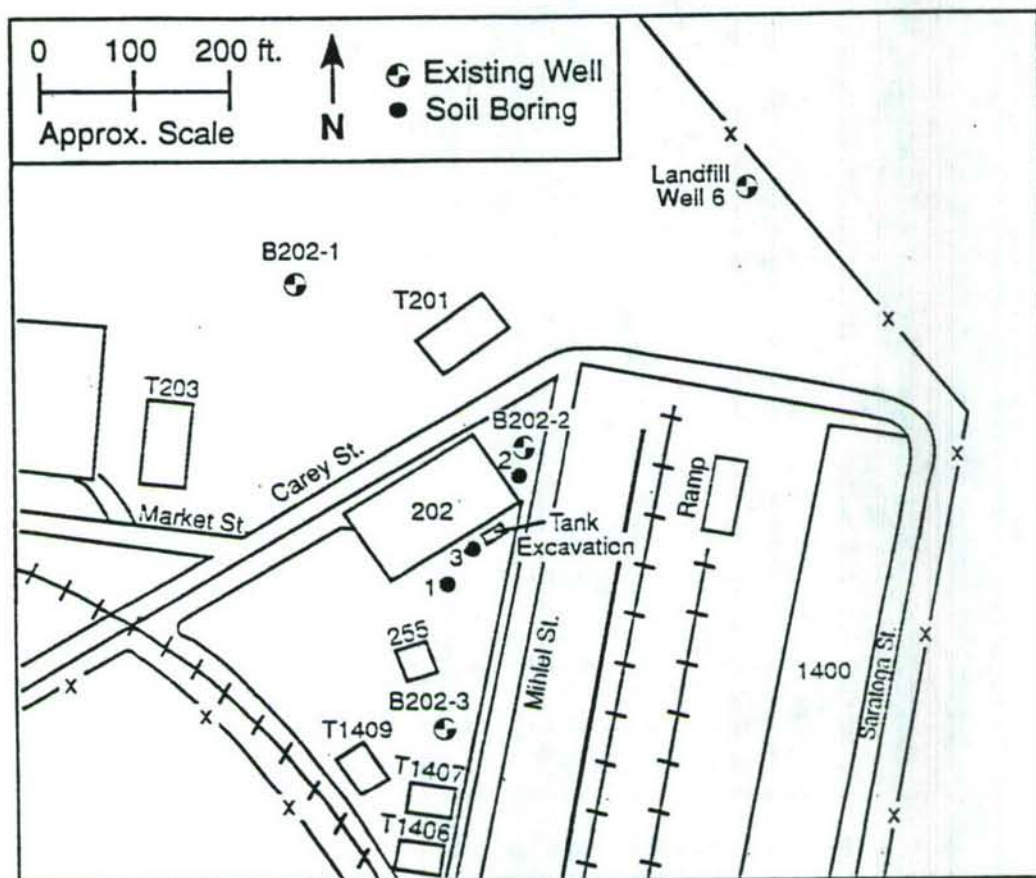 0 100 200 ft.
Approx. Scale
N
Existing Well
Soil Boring
Landfill
Well 6
B202-1
T201
T203
B202-2
2
Carey St.
202
Ramp
Market St.
Tank
Excavation
3
1
255
Mihiel St.
1400
Saratoga St.
B202-3
T1409
T1407
T1406